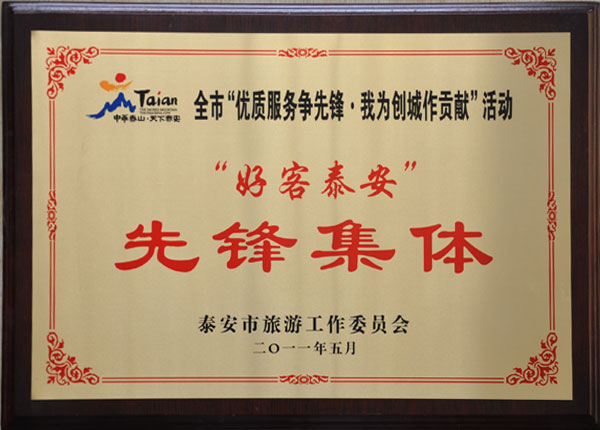 Taian
中华泰山·天下泰安
全市“优质服务争先锋·我为创城作贡献”活动
“好客泰安”
先锋集体
泰安市旅游工作委员会
二〇一一年五月